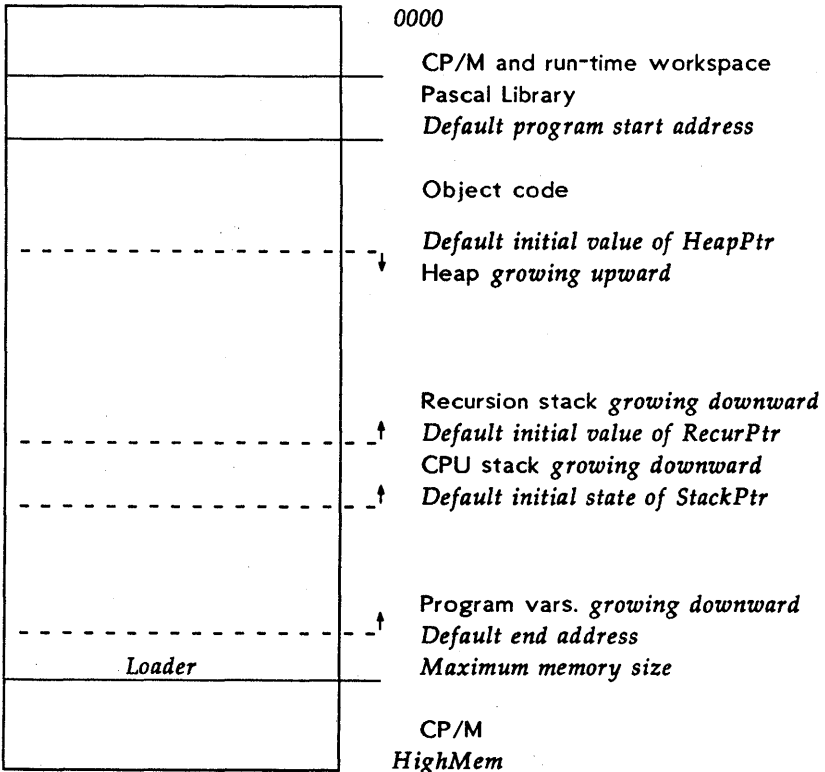 0000
CP/M and run-time workspace
Pascal Library
Default program start address
Object code
Default initial value of HeapPtr
Heap growing upward
Recursion stack growing downward
Default initial value of RecurPtr
CPU stack growing downward
Default initial state of StackPtr
Program vars. growing downward
Default end address
Loader Maximum memory size
CP/M
HighMem